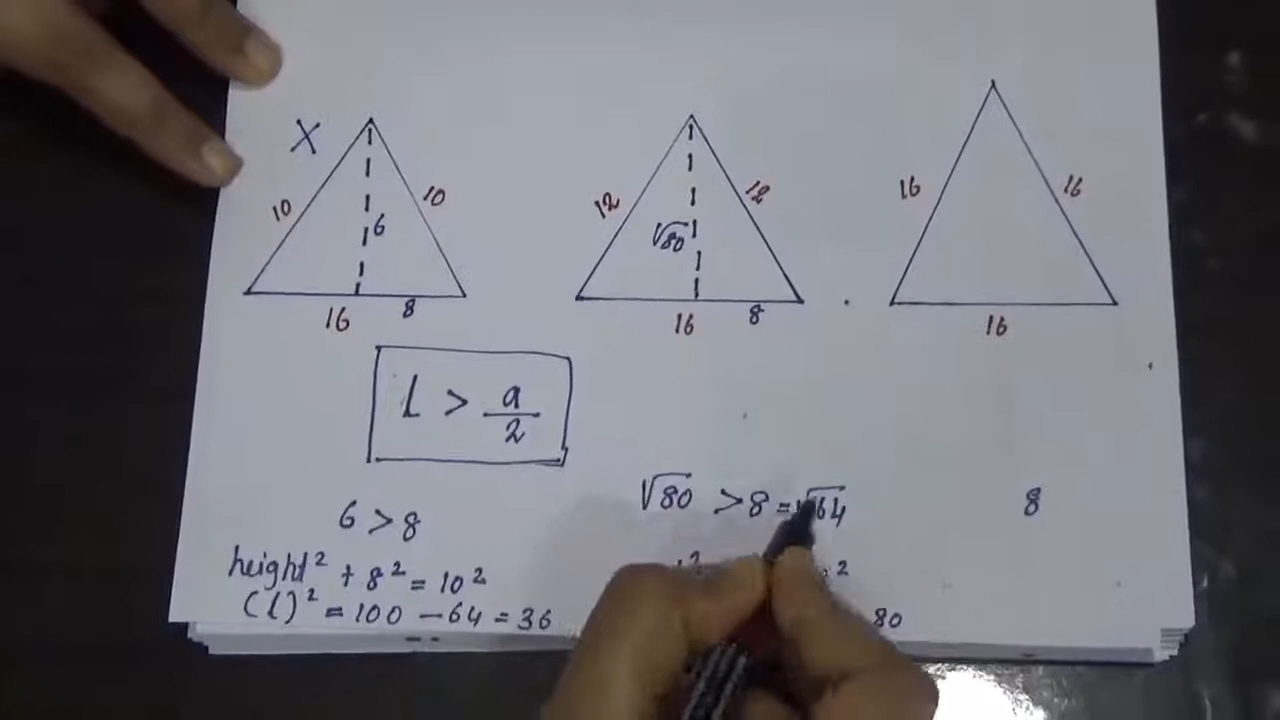 X
10 10 6
16 8
12 12 √80
16 8
16 16
16
l > a/2
6 > 8
√80 > 8 = √64
8
height² + 8² = 10²
(l)² = 100 - 64 = 36
80